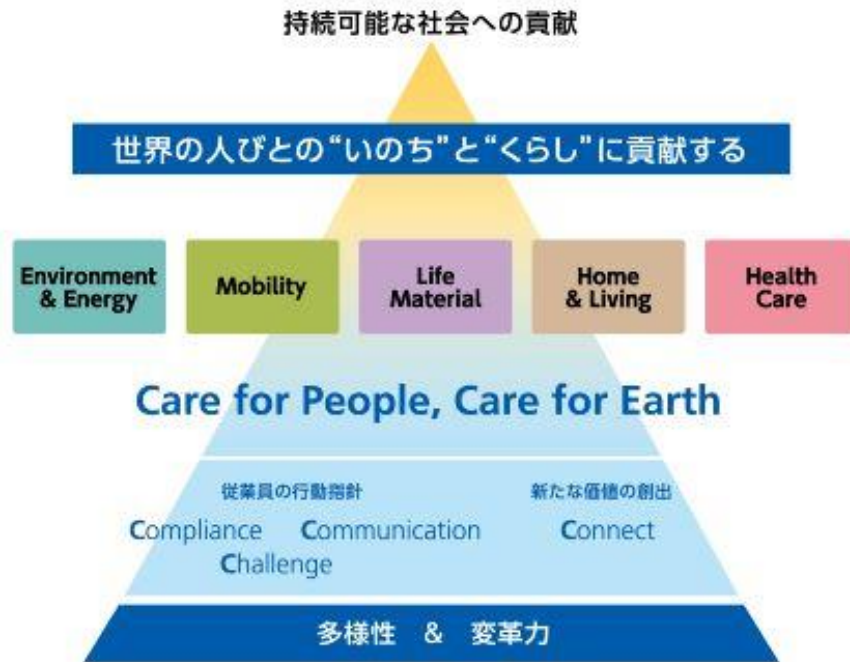 持続可能な社会への貢献
世界の人びとの“いのち”と“くらし”に貢献する
Environment
& Energy
Mobility
Life
Material
Home
& Living
Health
Care
Care for People, Care for Earth
従業員の行動指針
新たな価値の創出
Compliance Communication
Connect
Challenge
多様性 & 変革力